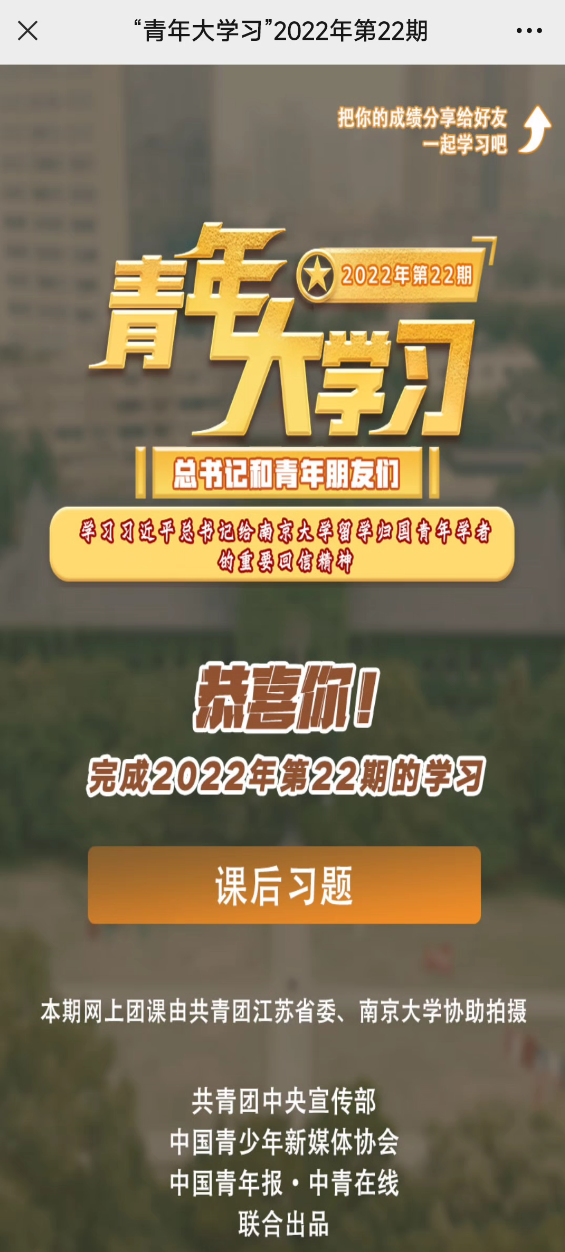 “青年大学习”2022年第22期
把你的成绩分享给好友
一起学习吧
青年大学习
2022年第22期
总书记和青年朋友们
学习习近平总书记给南京大学留学归国青年学者
的重要回信精神
恭喜你！
完成2022年第22期的学习
课后习题
本期网上团课由共青团江苏省委、南京大学协助拍摄
共青团中央宣传部
中国青少年新媒体协会
中国青年报·中青在线
联合出品